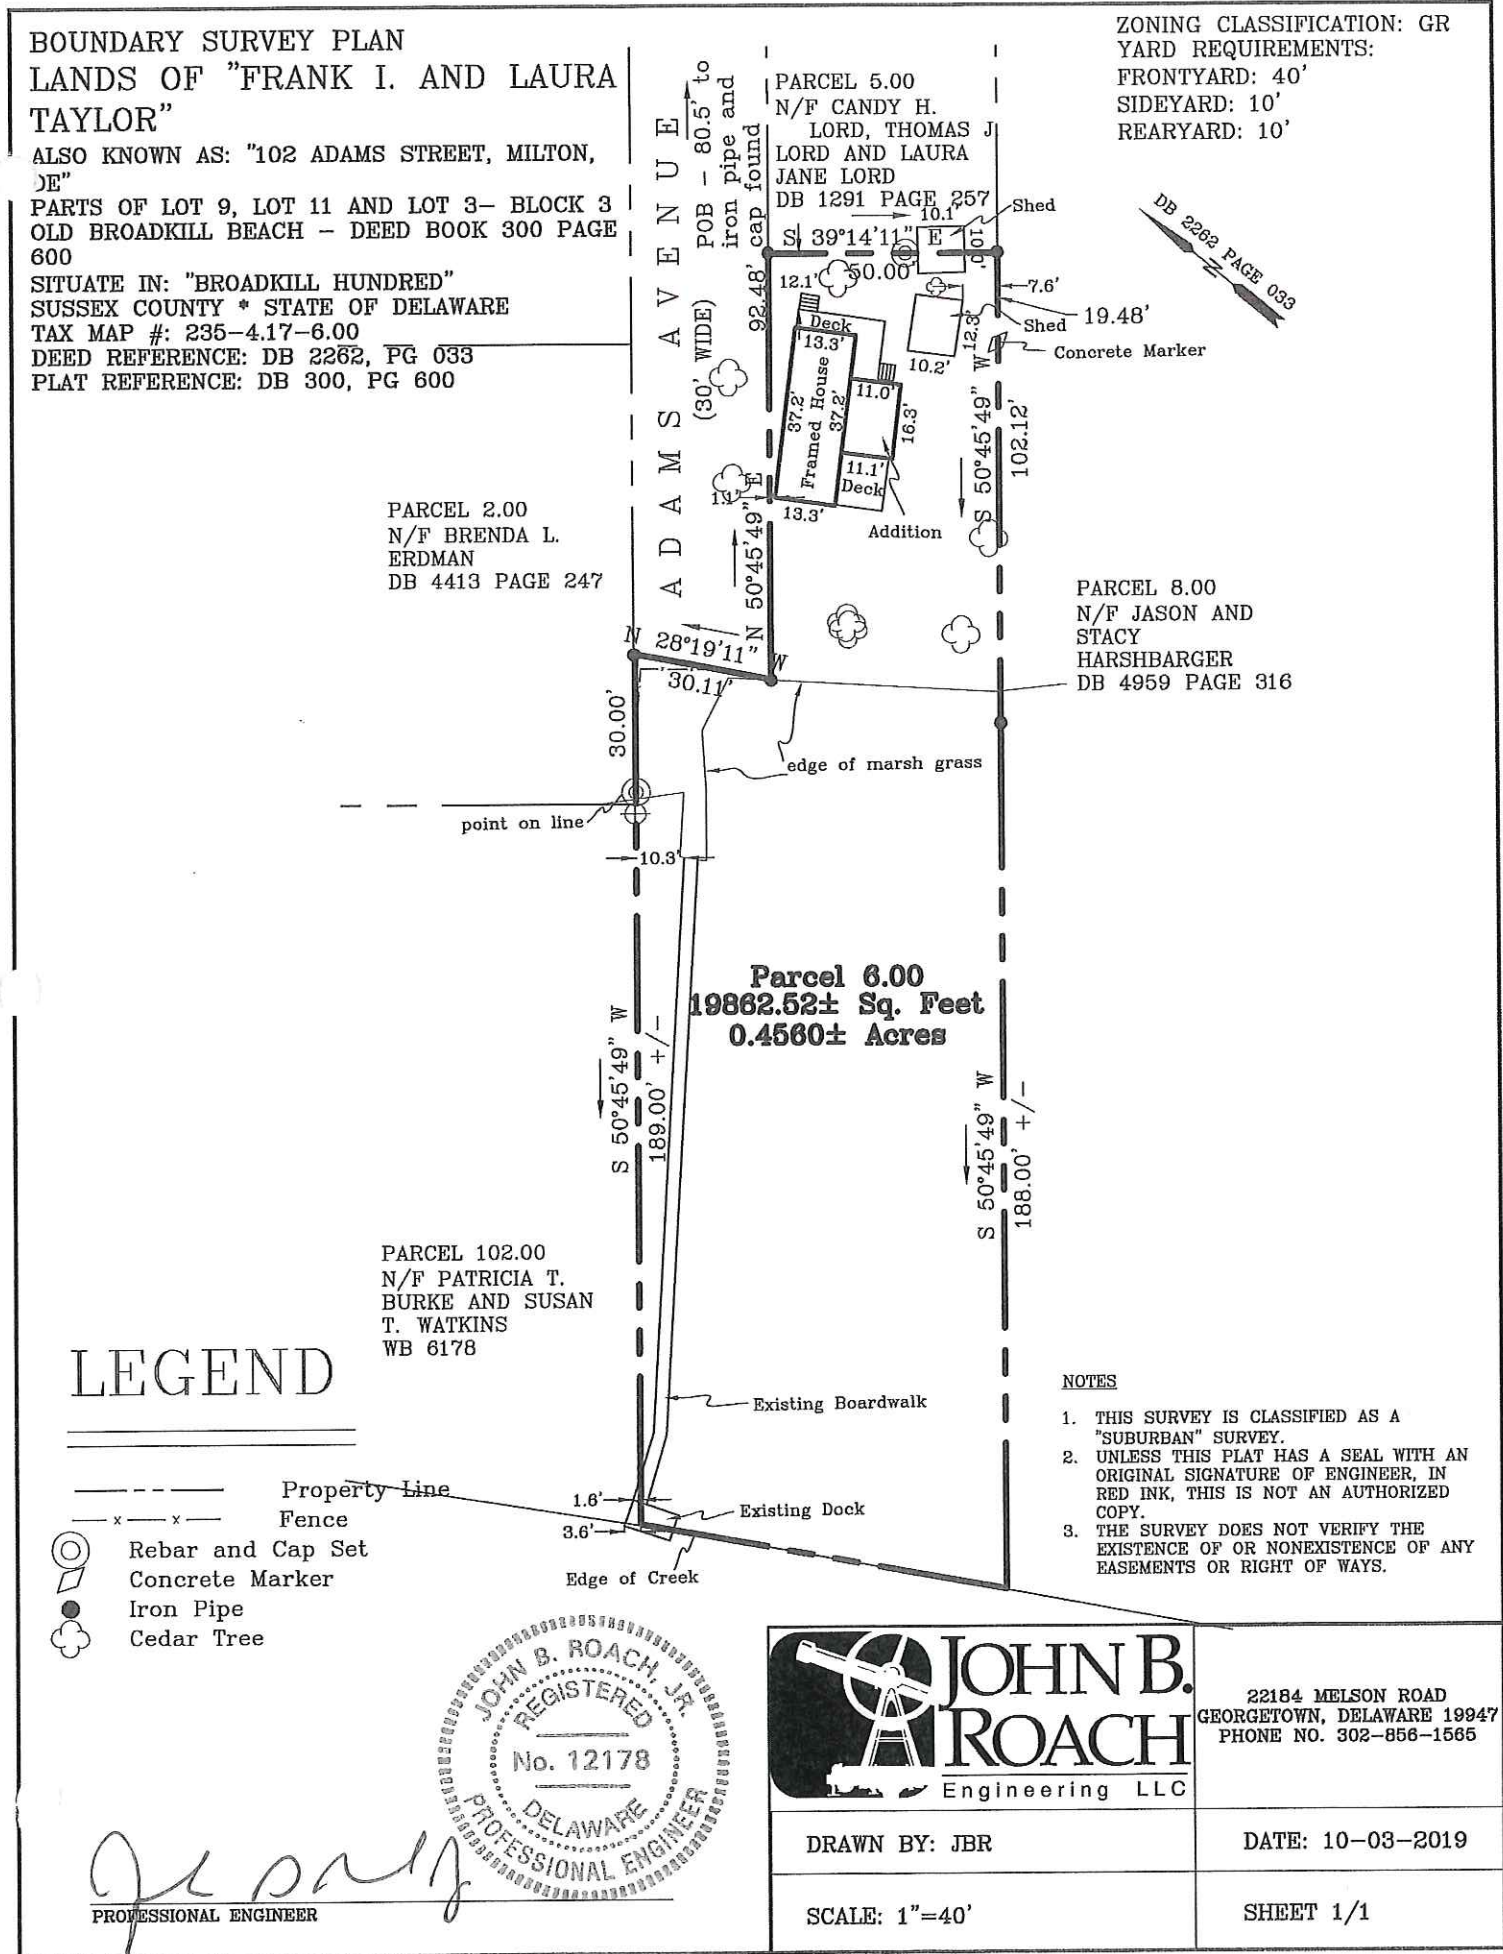 BOUNDARY SURVEY PLAN
LANDS OF "FRANK I. AND LAURA
TAYLOR"
ALSO KNOWN AS: "102 ADAMS STREET, MILTON,
DE"
PARTS OF LOT 9, LOT 11 AND LOT 3- BLOCK 3
OLD BROADKILL BEACH - DEED BOOK 300 PAGE
600
SITUATE IN: "BROADKILL HUNDRED"
SUSSEX COUNTY * STATE OF DELAWARE
TAX MAP #: 235-4.17-6.00
DEED REFERENCE: DB 2262, PG 033
PLAT REFERENCE: DB 300, PG 600
ZONING CLASSIFICATION: GR
YARD REQUIREMENTS:
FRONTYARD: 40'
SIDEYARD: 10'
REARYARD: 10'
ADAMS AVENUE
(30' WIDE)
POB - 80.5' to
iron pipe and
cap found
PARCEL 5.00
N/F CANDY H.
LORD, THOMAS J
LORD AND LAURA
JANE LORD
DB 1291 PAGE 257
DB 2262 PAGE 033
N
10.1'
Shed
10.0'
S 39°14'11" E
50.00'
92.48'
12.1'
7.6'
19.48'
Shed
12.3'
10.2'
Concrete Marker
Deck
13.3'
37.2'
Framed House
37.2'
11.0'
16.3'
11.1'
Deck
13.3'
1.1'
Addition
N 50°45'49" E
S 50°45'49" W
102.12'
PARCEL 2.00
N/F BRENDA L.
ERDMAN
DB 4413 PAGE 247
PARCEL 8.00
N/F JASON AND
STACY
HARSHBARGER
DB 4959 PAGE 316
N 28°19'11" W
30.11'
30.00'
edge of marsh grass
point on line
10.3'
Parcel 6.00
19862.52± Sq. Feet
0.4560± Acres
S 50°45'49" W
189.00' +/-
S 50°45'49" W
188.00' +/-
PARCEL 102.00
N/F PATRICIA T.
BURKE AND SUSAN
T. WATKINS
WB 6178
Existing Boardwalk
1.6'
Existing Dock
3.6'
Edge of Creek
LEGEND
Property Line
x x Fence
Rebar and Cap Set
Concrete Marker
Iron Pipe
Cedar Tree
NOTES
1. THIS SURVEY IS CLASSIFIED AS A
"SUBURBAN" SURVEY.
2. UNLESS THIS PLAT HAS A SEAL WITH AN
ORIGINAL SIGNATURE OF ENGINEER, IN
RED INK, THIS IS NOT AN AUTHORIZED
COPY.
3. THE SURVEY DOES NOT VERIFY THE
EXISTENCE OF OR NONEXISTENCE OF ANY
EASEMENTS OR RIGHT OF WAYS.
JOHN B. ROACH, JR.
REGISTERED
No. 12178
DELAWARE
PROFESSIONAL ENGINEER
PROFESSIONAL ENGINEER
JOHN B.
ROACH
Engineering LLC
22184 MELSON ROAD
GEORGETOWN, DELAWARE 19947
PHONE NO. 302-856-1565
DRAWN BY: JBR
DATE: 10-03-2019
SCALE: 1"=40'
SHEET 1/1